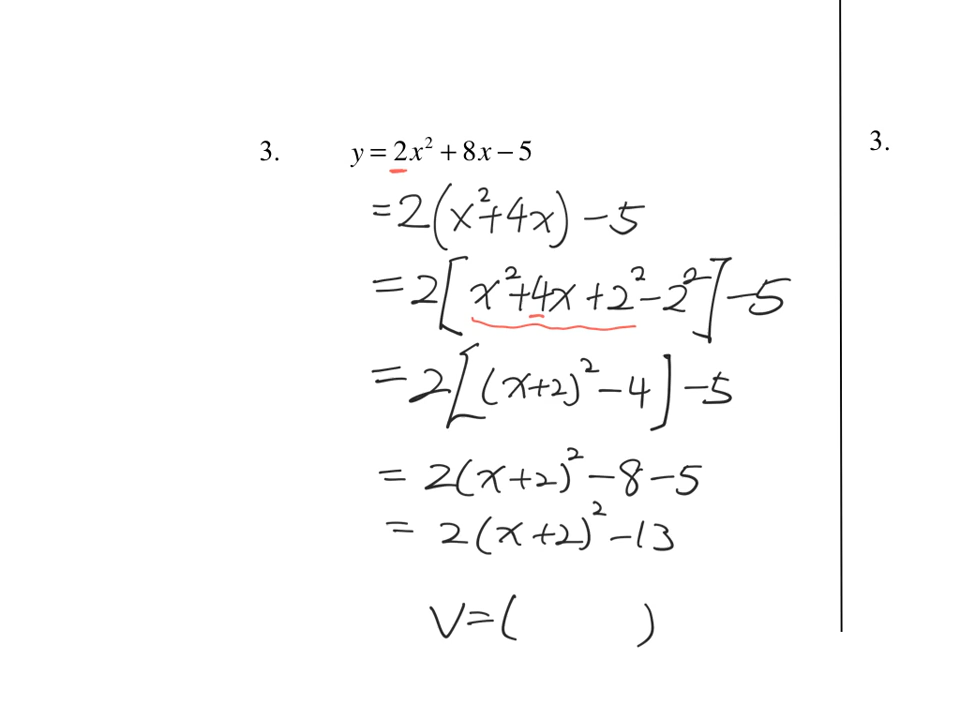 3. y = 2x² + 8x − 5
= 2(x² + 4x) − 5
= 2[x² + 4x + 2² − 2²] − 5
= 2[(x+2)² − 4] − 5
= 2(x+2)² − 8 − 5
= 2(x+2)² − 13
V = (      )
3.